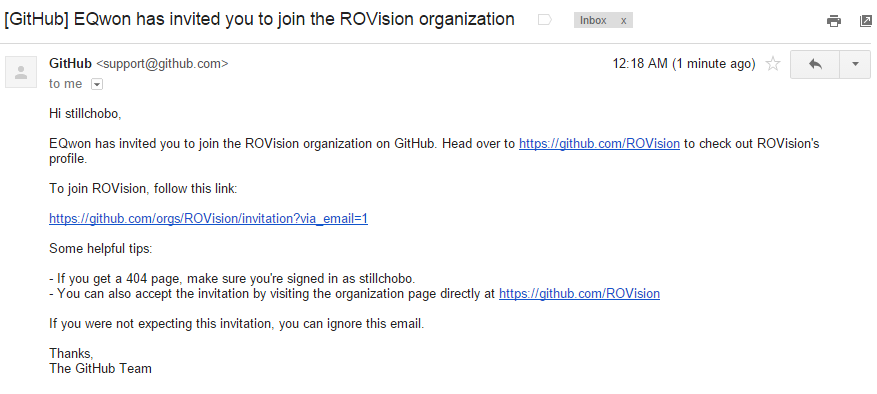 [GitHub] EQwon has invited you to join the ROVision organization Inbox x
GitHub <support@github.com> 12:18 AM (1 minute ago)
to me
Hi stillchobo,
EQwon has invited you to join the ROVision organization on GitHub. Head over to https://github.com/ROVision to check out ROVision's
profile.
To join ROVision, follow this link:
https://github.com/orgs/ROVision/invitation?via_email=1
Some helpful tips:
- If you get a 404 page, make sure you're signed in as stillchobo.
- You can also accept the invitation by visiting the organization page directly at https://github.com/ROVision
If you were not expecting this invitation, you can ignore this email.
Thanks,
The GitHub Team